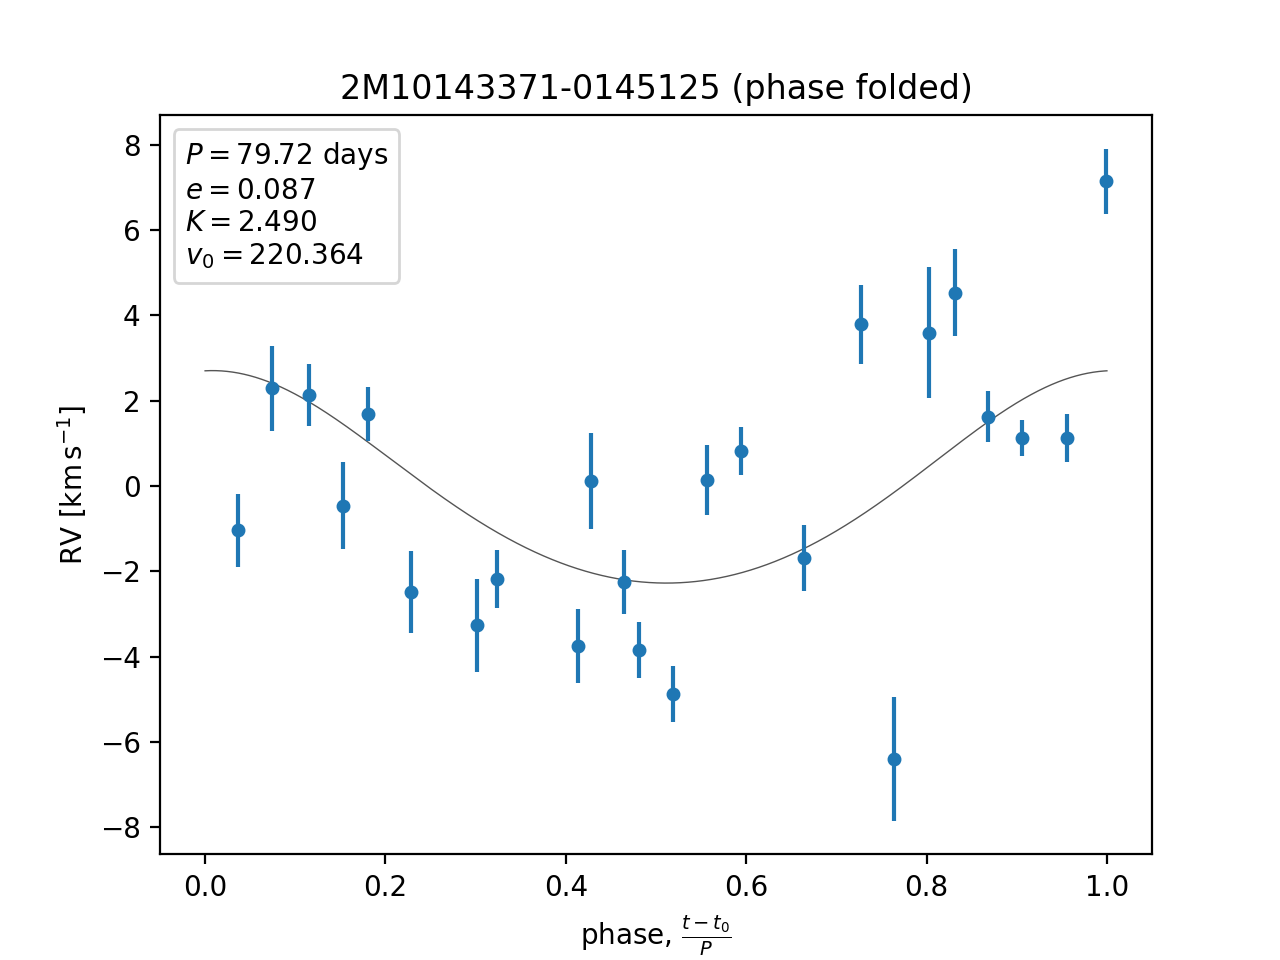 2M10143371-0145125 (phase folded)
P = 79.72 days
e = 0.087
K = 2.490
v₀ = 220.364
8
6
4
2
0
−2
−4
−6
−8
RV [km s⁻¹]
0.0 0.2 0.4 0.6 0.8 1.0
phase, (t − t₀)/P